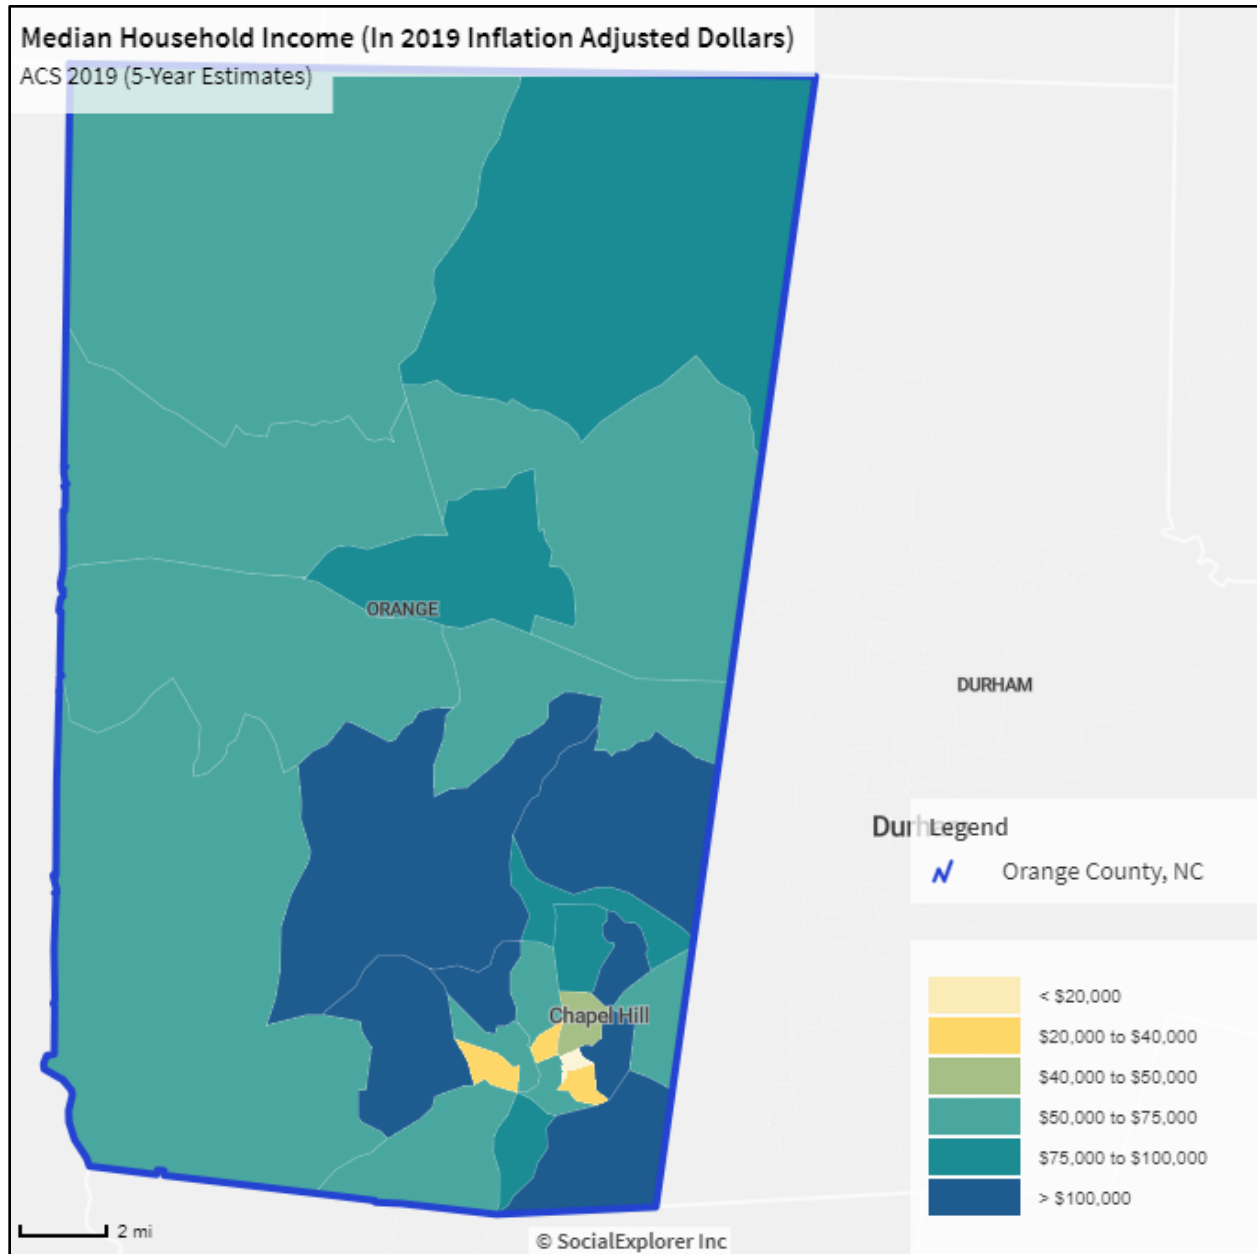 Median Household Income (In 2019 Inflation Adjusted Dollars)
ACS 2019 (5-Year Estimates)
ORANGE
DURHAM
Durham
Legend
Orange County, NC
< $20,000
Chapel Hill
$20,000 to $40,000
$40,000 to $50,000
$50,000 to $75,000
$75,000 to $100,000
> $100,000
2 mi
© SocialExplorer Inc